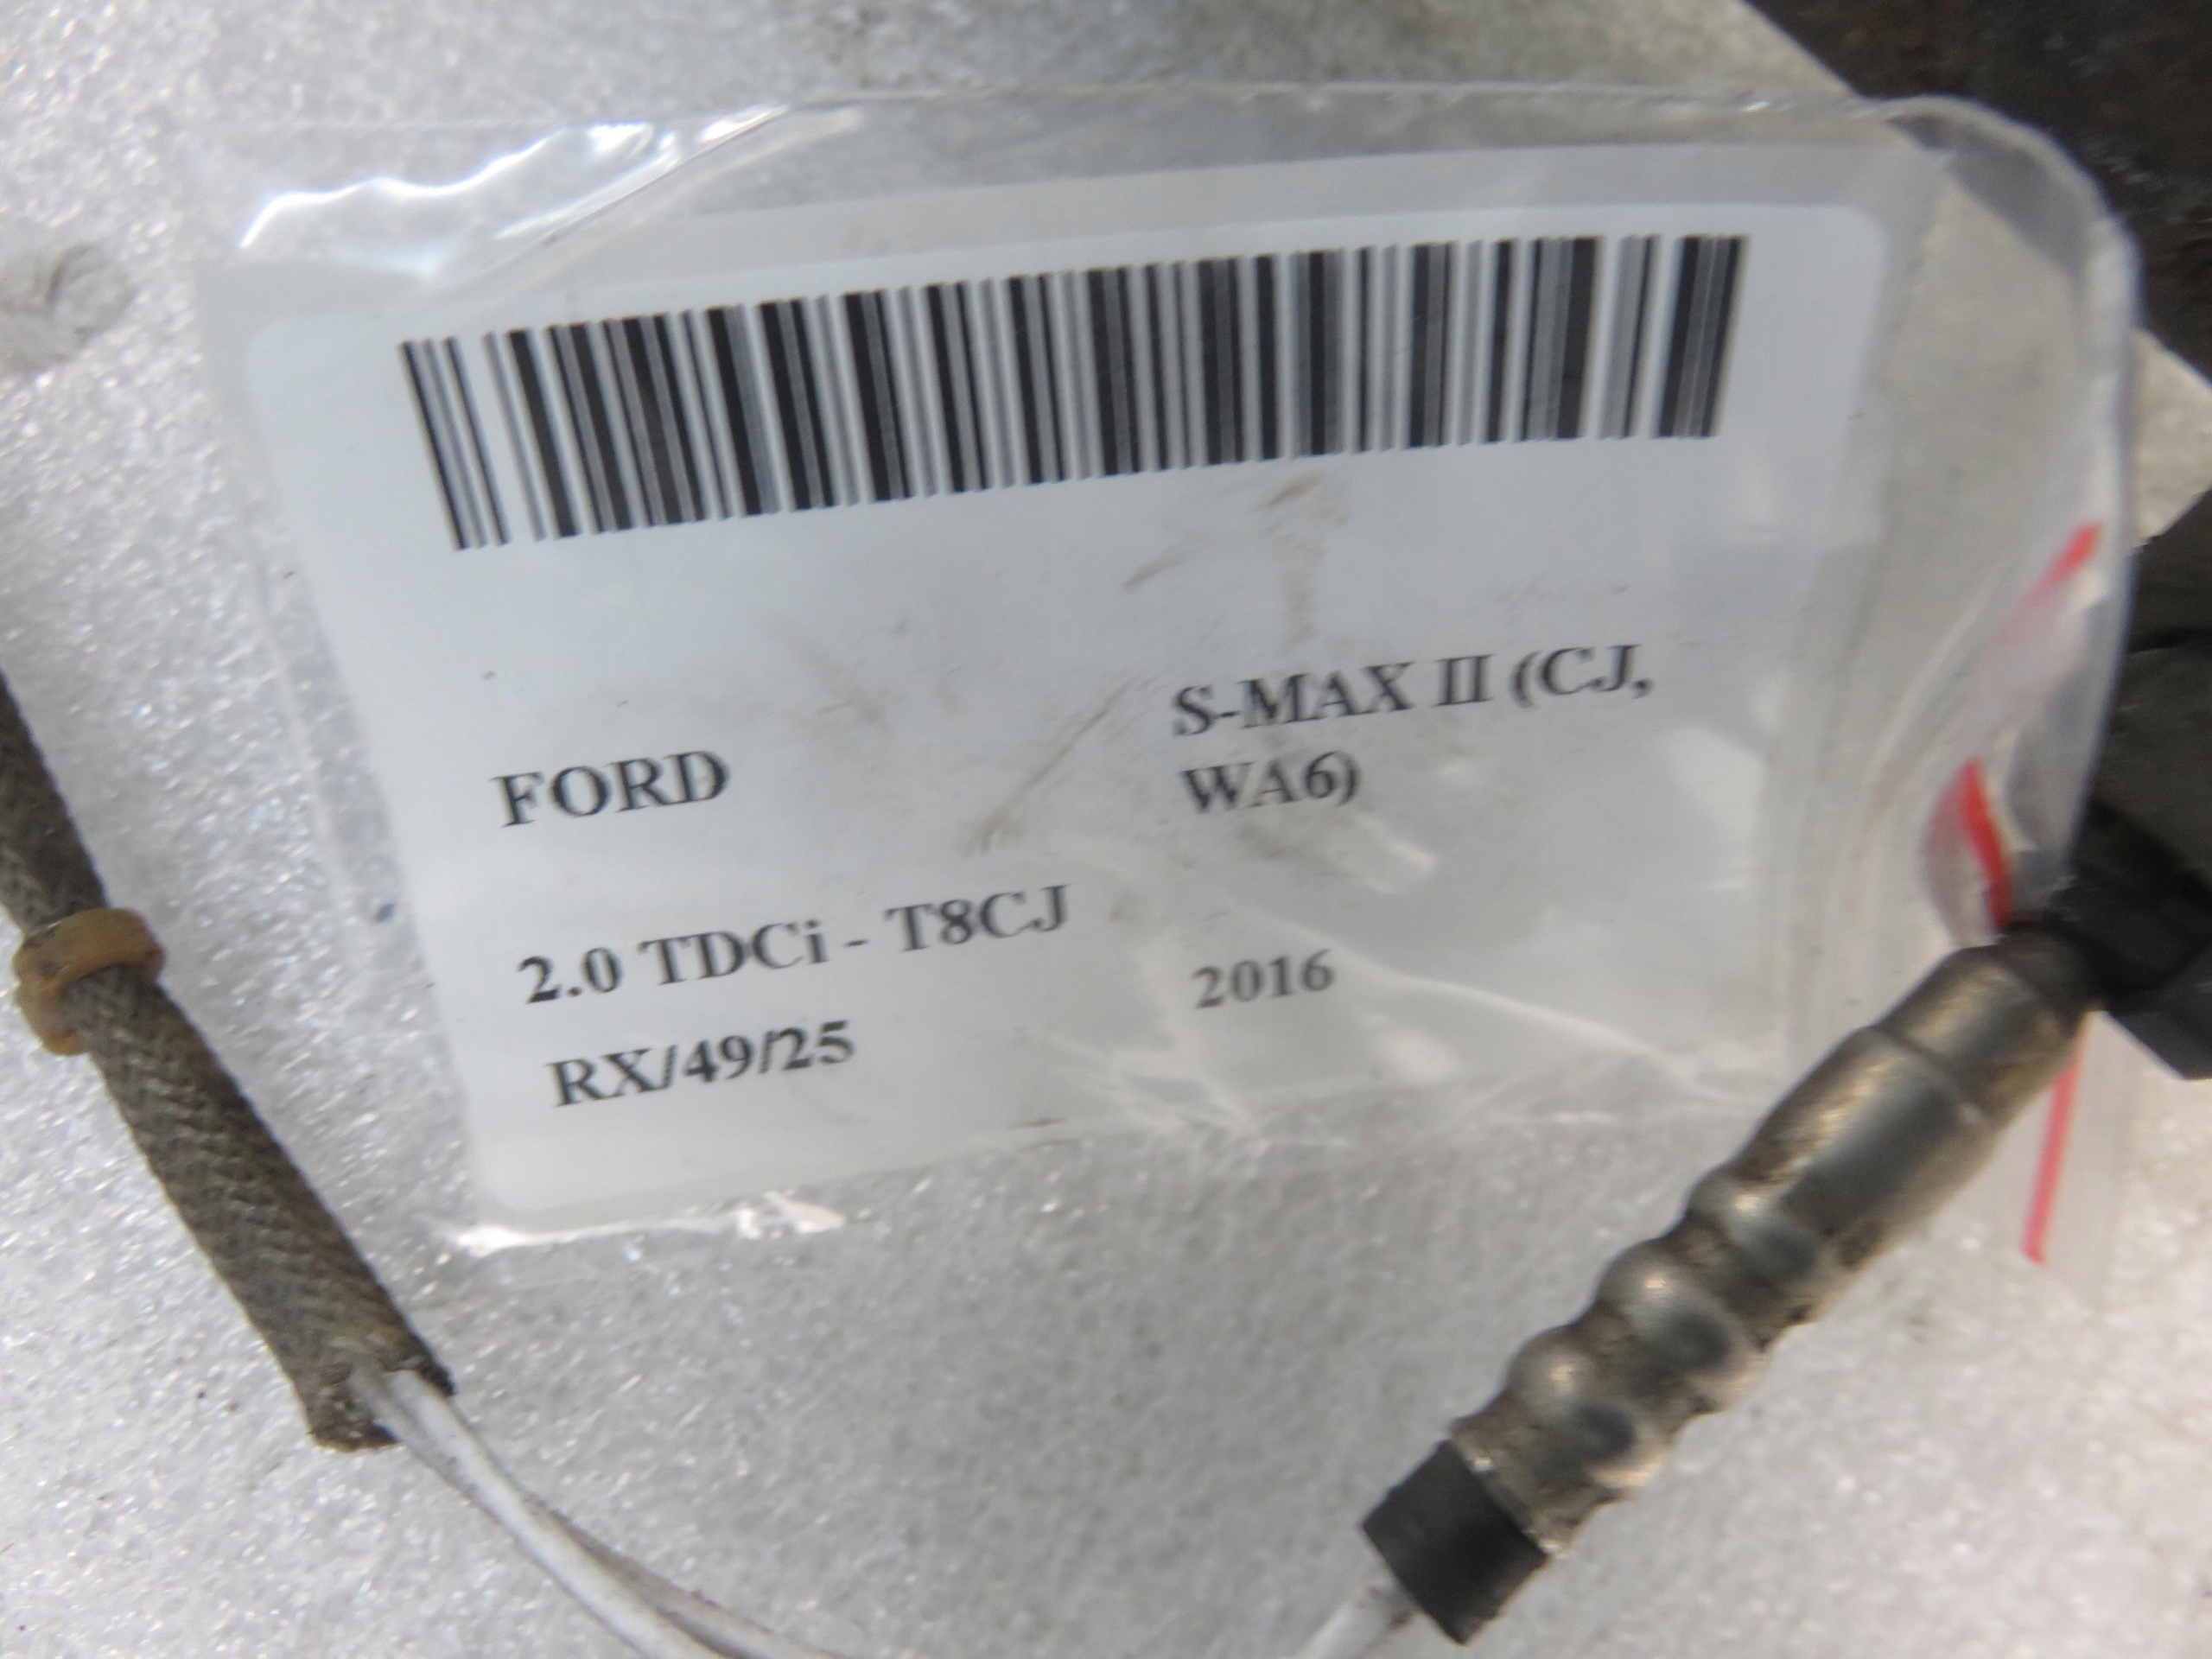 FORD
S-MAX II (CJ,
WA6)
2.0 TDCi - T8CJ
2016
RX/49/25